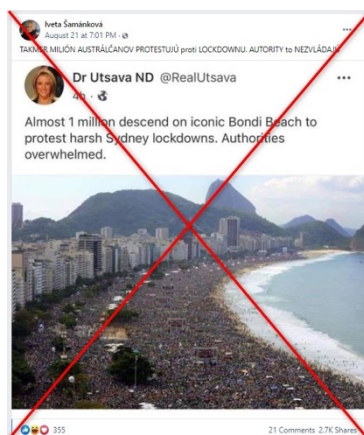 Iveta Šamánková
August 21 at 7:01 PM ·
TAKMER MILIÓN AUSTRÁLČANOV PROTESTUJÚ proti LOCKDOWNU. AUTORITY to NEZVLÁDAJÚ
Dr Utsava ND @RealUtsava
4h ·
Almost 1 million descend on iconic Bondi Beach to
protest harsh Sydney lockdowns. Authorities
overwhelmed.
355
21 Comments 2.7K Shares